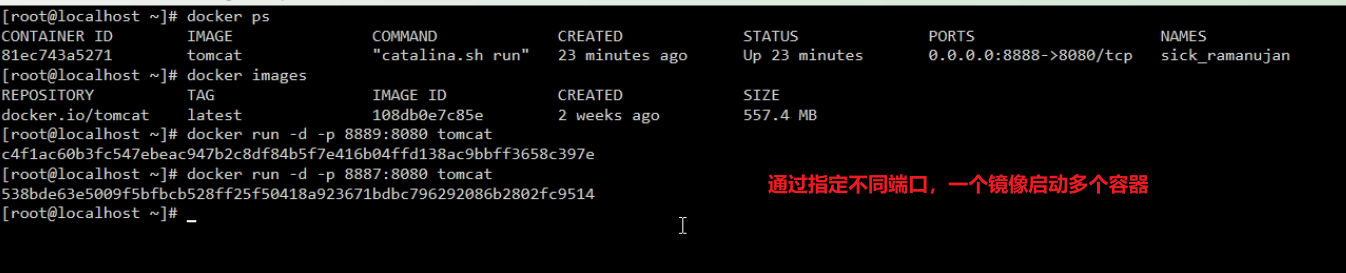 [root@localhost ~]# docker ps
CONTAINER ID IMAGE COMMAND CREATED STATUS PORTS NAMES
81ec743a5271 tomcat "catalina.sh run" 23 minutes ago Up 23 minutes 0.0.0.0:8888->8080/tcp sick_ramanujan
[root@localhost ~]# docker images
REPOSITORY TAG IMAGE ID CREATED SIZE
docker.io/tomcat latest 108db0e7c85e 2 weeks ago 557.4 MB
[root@localhost ~]# docker run -d -p 8889:8080 tomcat
c4f1ac60b3fc547ebeac947b2c8df84b5f7e416b04ffd138ac9bbff3658c397e
[root@localhost ~]# docker run -d -p 8887:8080 tomcat
538bde63e5009f5bfbcb528ff25f50418a923671bdbc796292086b2802fc9514
通过指定不同端口，一个镜像启动多个容器
[root@localhost ~]# _